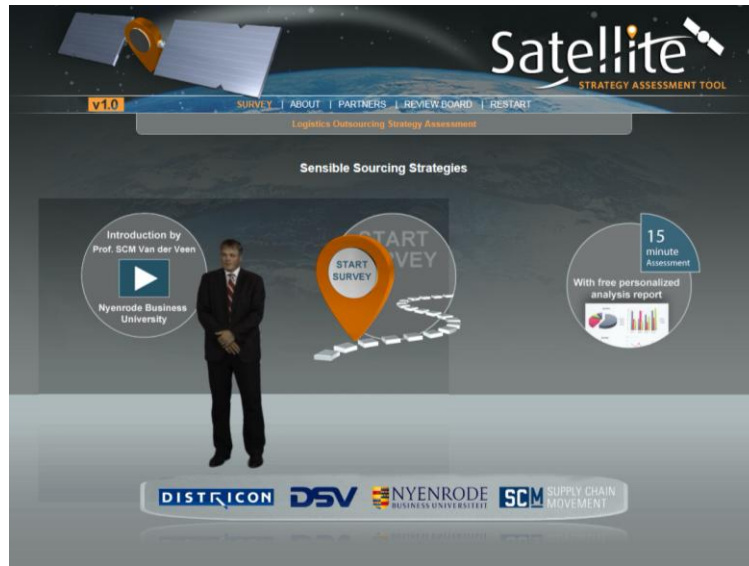 Satellite
STRATEGY ASSESSMENT TOOL
v1.0
SURVEY | ABOUT | PARTNERS | REVIEW BOARD | RESTART
Logistics Outsourcing Strategy Assessment
Sensible Sourcing Strategies
Introduction by
Prof. SCM Van der Veen
Nyenrode Business
University
START
SURVEY
START
SURVEY
15
minute
Assessment
With free personalized
analysis report
DISTRICON
DSV
NYENRODE
BUSINESS UNIVERSITEIT
SCM SUPPLY CHAIN
MOVEMENT